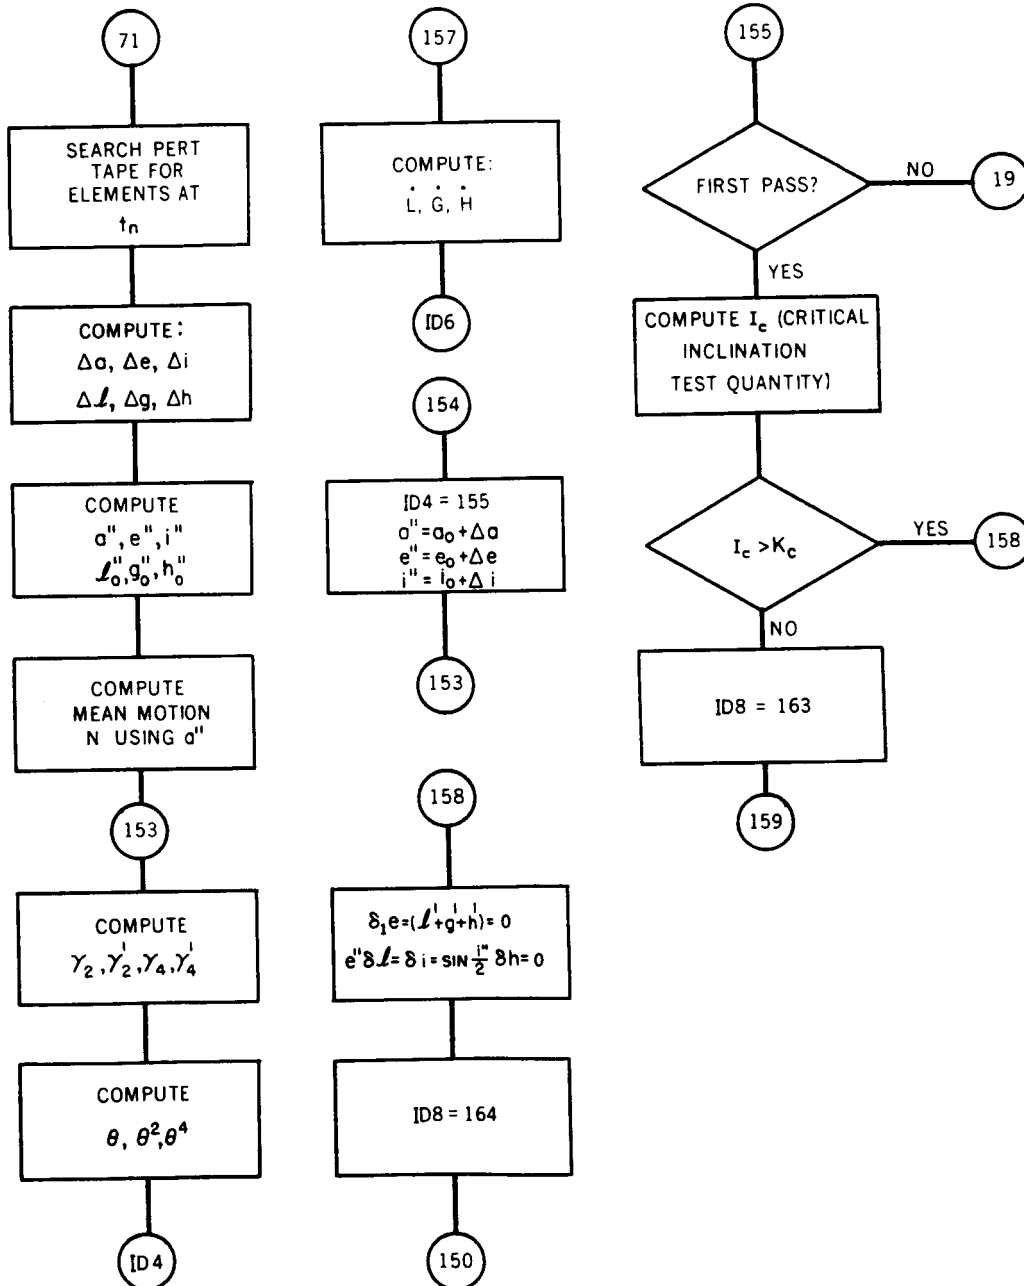 71
SEARCH PERT
TAPE FOR
ELEMENTS AT
tₙ
COMPUTE:
Δa, Δe, Δi
Δℓ, Δg, Δh
COMPUTE
a", e", i"
ℓ₀", g₀", h₀"
COMPUTE
MEAN MOTION
N USING a"
153
COMPUTE
γ₂, γ₂', γ₄, γ₄'
COMPUTE
θ, θ², θ⁴
ID4
157
COMPUTE:
L̇, Ġ, Ḣ
ID6
154
ID4 = 155
a" = a₀ + Δa
e" = e₀ + Δe
i" = i₀ + Δi
153
158
δ₁e = (ℓ' + g' + h') = 0
e"δℓ = δi = SIN i"/2 δh = 0
ID8 = 164
150
155
FIRST PASS?
NO
19
YES
COMPUTE I_c (CRITICAL
INCLINATION
TEST QUANTITY)
I_c > K_c
YES
158
NO
ID8 = 163
159